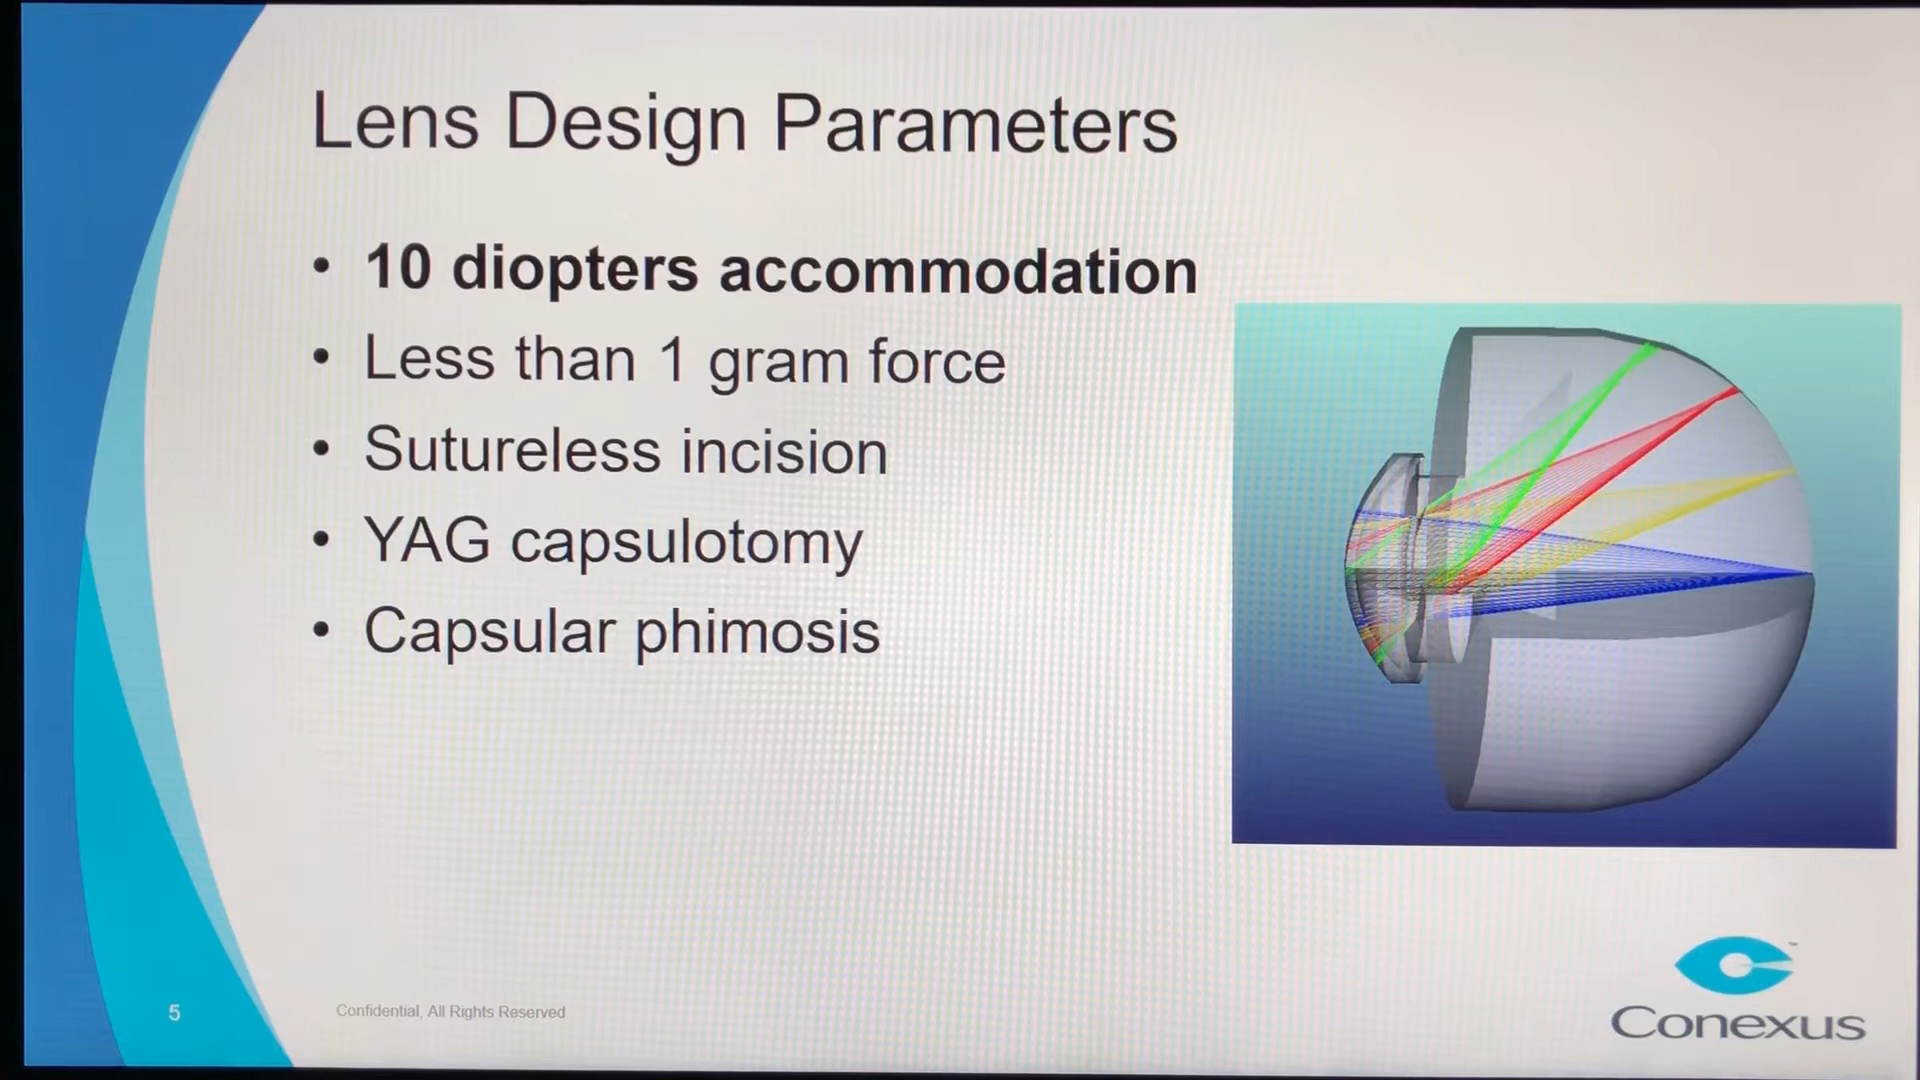 Lens Design Parameters
• 10 diopters accommodation
• Less than 1 gram force
• Sutureless incision
• YAG capsulotomy
• Capsular phimosis
5
Confidential, All Rights Reserved
™
Conexus